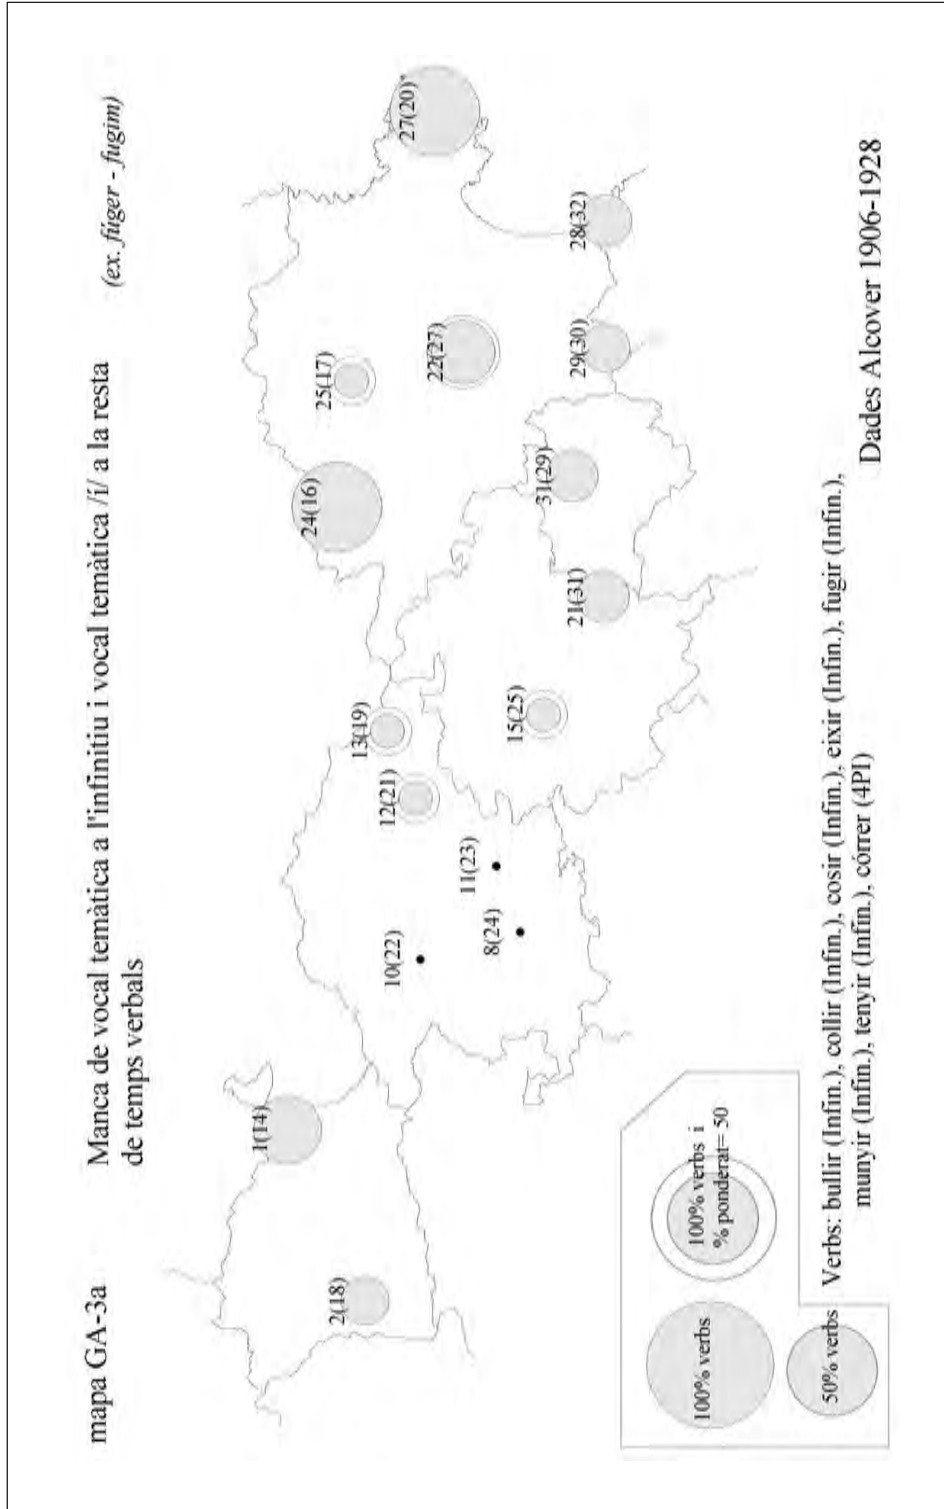 mapa GA-3a
Manca de vocal temàtica a l'infinitiu i vocal temàtica /í/ a la resta
de temps verbals
(ex. fúger - fugim)
2(18)
1(14)
10(22)
8(24)
11(23)
12(21)
13(19)
15(25)
24(16)
25(17)
22(27)
27(20)*
21(31)
31(29)
29(30)
28(32)
100% verbs
50% verbs
100% verbs i
% ponderat= 50
Verbs: bullir (Infin.), collir (Infin.), cosir (Infin.), eixir (Infin.), fugir (Infin.),
munyir (Infin.), tenyir (Infin.), córrer (4PI)
Dades Alcover 1906-1928